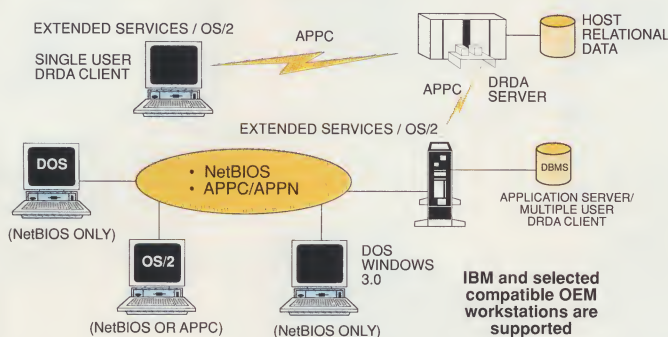 EXTENDED SERVICES / OS/2
SINGLE USER
DRDA CLIENT
APPC
HOST
RELATIONAL
DATA
APPC
DRDA
SERVER
EXTENDED SERVICES / OS/2
DOS
(NetBIOS ONLY)
• NetBIOS
• APPC/APPN
DBMS
APPLICATION SERVER/
MULTIPLE USER
DRDA CLIENT
OS/2
(NetBIOS OR APPC)
DOS
WINDOWS
3.0
(NetBIOS ONLY)
IBM and selected
compatible OEM
workstations are
supported